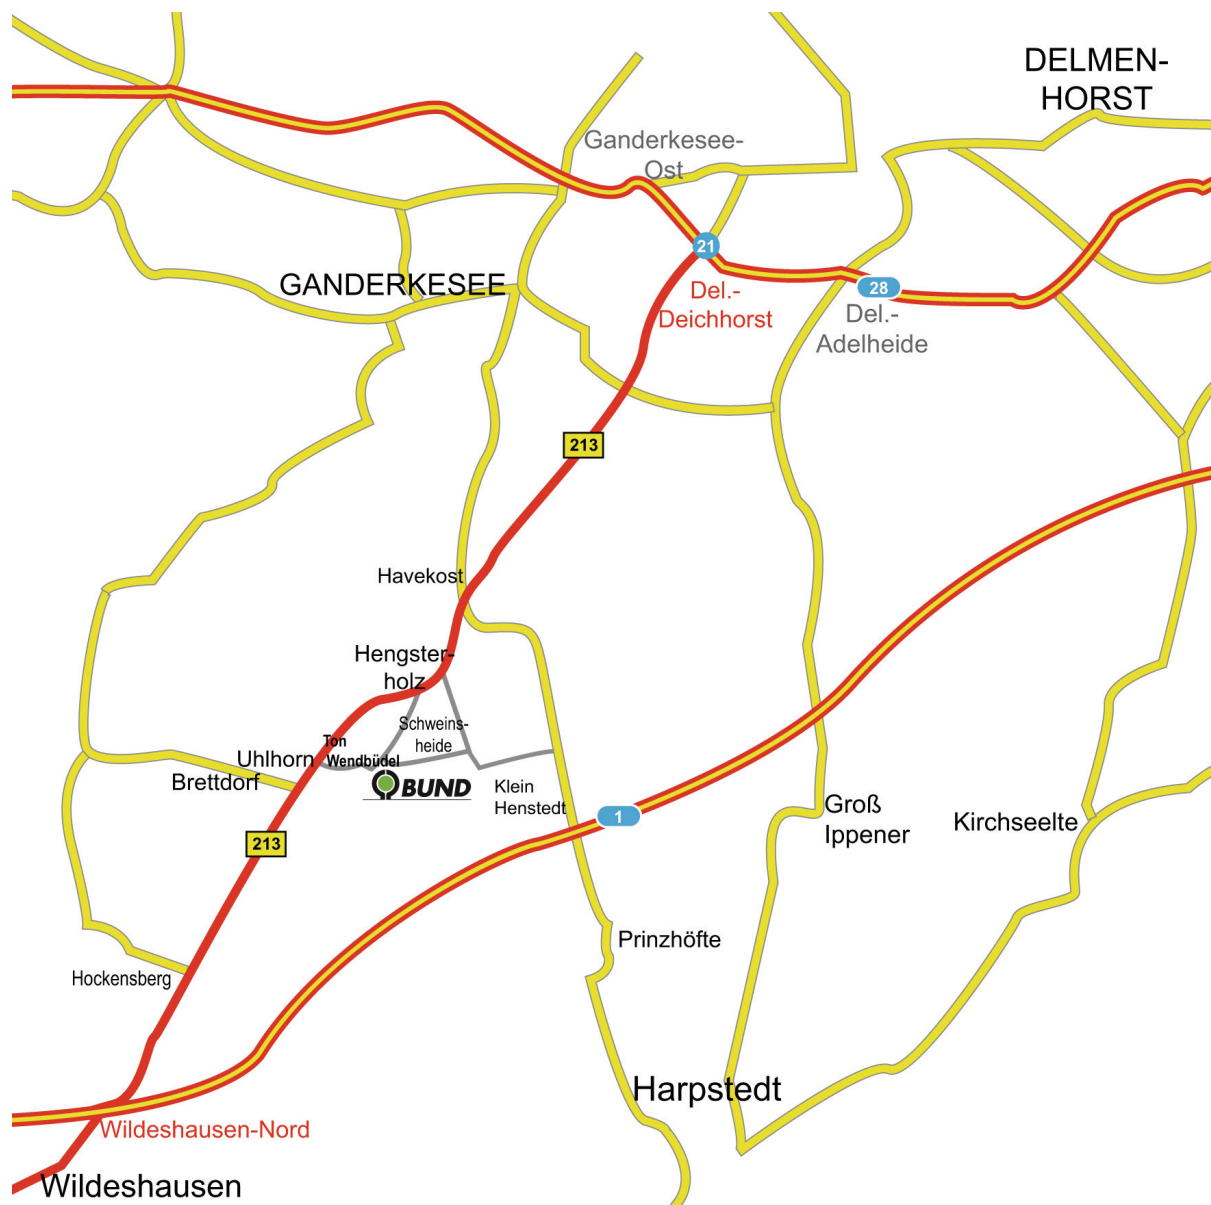 DELMEN-
HORST
Ganderkesee-
Ost
21
GANDERKESEE
28
Del.-
Deichhorst
Del.-
Adelheide
213
Havekost
Hengster-
holz
Schweins-
heide
Ton
Wendbüdel
Uhlhorn
Brettdorf
BUND
Klein
Henstedt
1
Groß
Ippener
Kirchseelte
213
Prinzhöfte
Hockensberg
Harpstedt
Wildeshausen-Nord
Wildeshausen